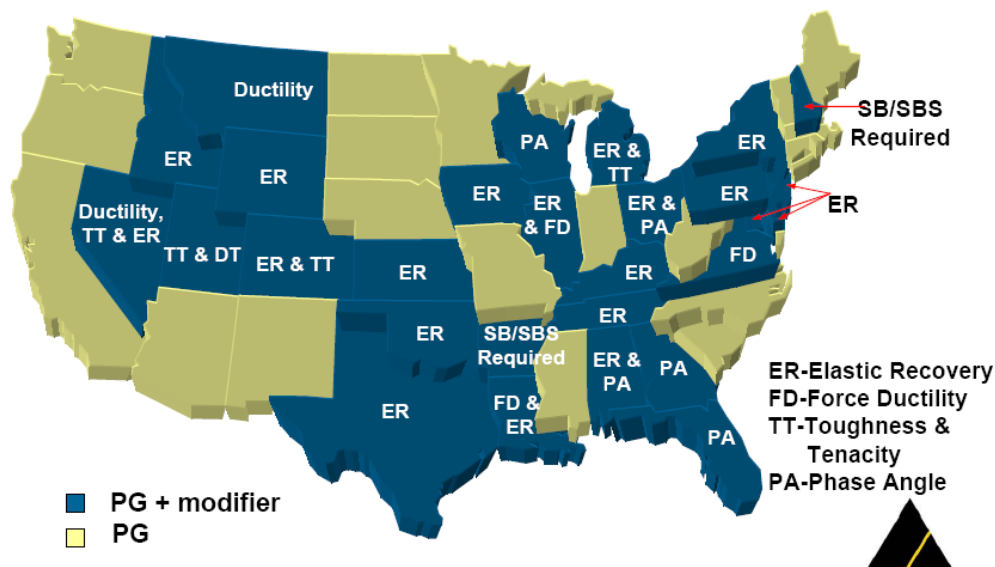 Ductility
SB/SBS
Required
PA
ER
ER &
TT
ER
ER
ER
ER
ER
& FD
ER &
PA
ER
Ductility,
TT & ER
TT & DT
ER & TT
ER
ER
FD
ER
SB/SBS
Required
ER
ER &
PA
PA
ER
FD &
ER
PA
ER-Elastic Recovery
FD-Force Ductility
TT-Toughness &
Tenacity
PA-Phase Angle
PG + modifier
PG